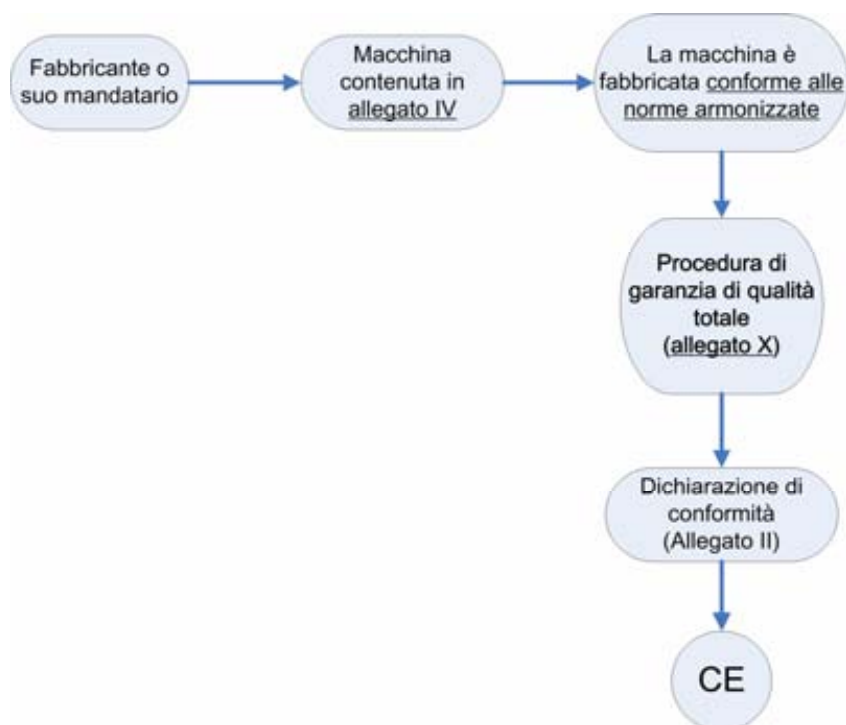 Fabbricante o
suo mandatario
Macchina
contenuta in
allegato IV
La macchina è
fabbricata conforme alle
norme armonizzate
Procedura di
garanzia di qualità
totale
(allegato X)
Dichiarazione di
conformità
(Allegato II)
CE